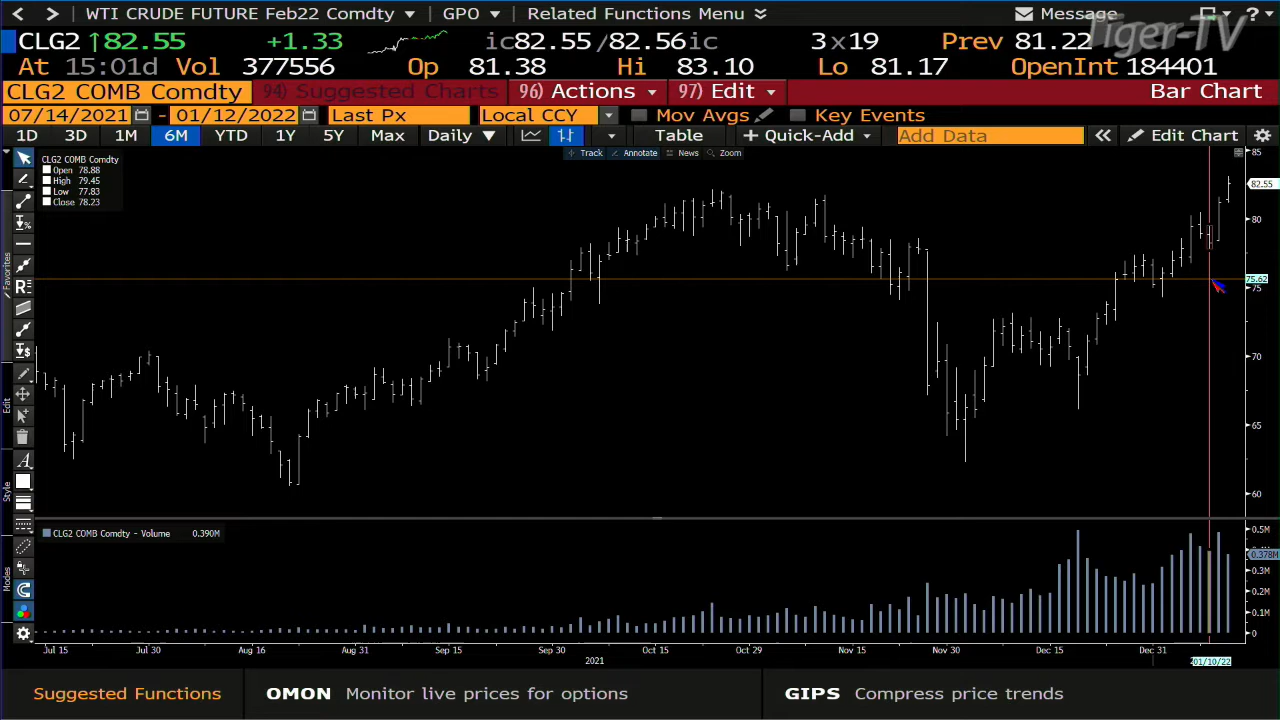 < > WTI CRUDE FUTURE Feb22 Comdty ▼ GPO ▼ Related Functions Menu Message ?
Tiger-TV
CLG2 ↑82.55 +1.33 ic82.55/82.56ic 3x19 Prev 81.22
At 15:01d Vol 377556 Op 81.38 Hi 83.10 Lo 81.17 OpenInt 184401
CLG2 COMB Comdty 94) Suggested Charts 96) Actions 97) Edit Bar Chart
07/14/2021 - 01/12/2022 Last Px Local CCY Mov Avgs Key Events
1D 3D 1M 6M YTD 1Y 5Y Max Daily ▼ Table + Quick-Add Add Data « Edit Chart
Track Annotate News Zoom
CLG2 COMB Comdty
Open 78.88
High 79.45
Low 77.83
Close 78.23
85
82.55
80
75.62
75
70
65
60
Favorites
Edit
Style
Modes
CLG2 COMB Comdty - Volume 0.390M
0.5M
0.378M
0.3M
0.2M
0.1M
0
Jul 15 Jul 30 Aug 16 Aug 31 Sep 15 Sep 30 Oct 15 Oct 29 Nov 15 Nov 30 Dec 15 Dec 31
2021 01/10/22
Suggested Functions OMON Monitor live prices for options GIPS Compress price trends